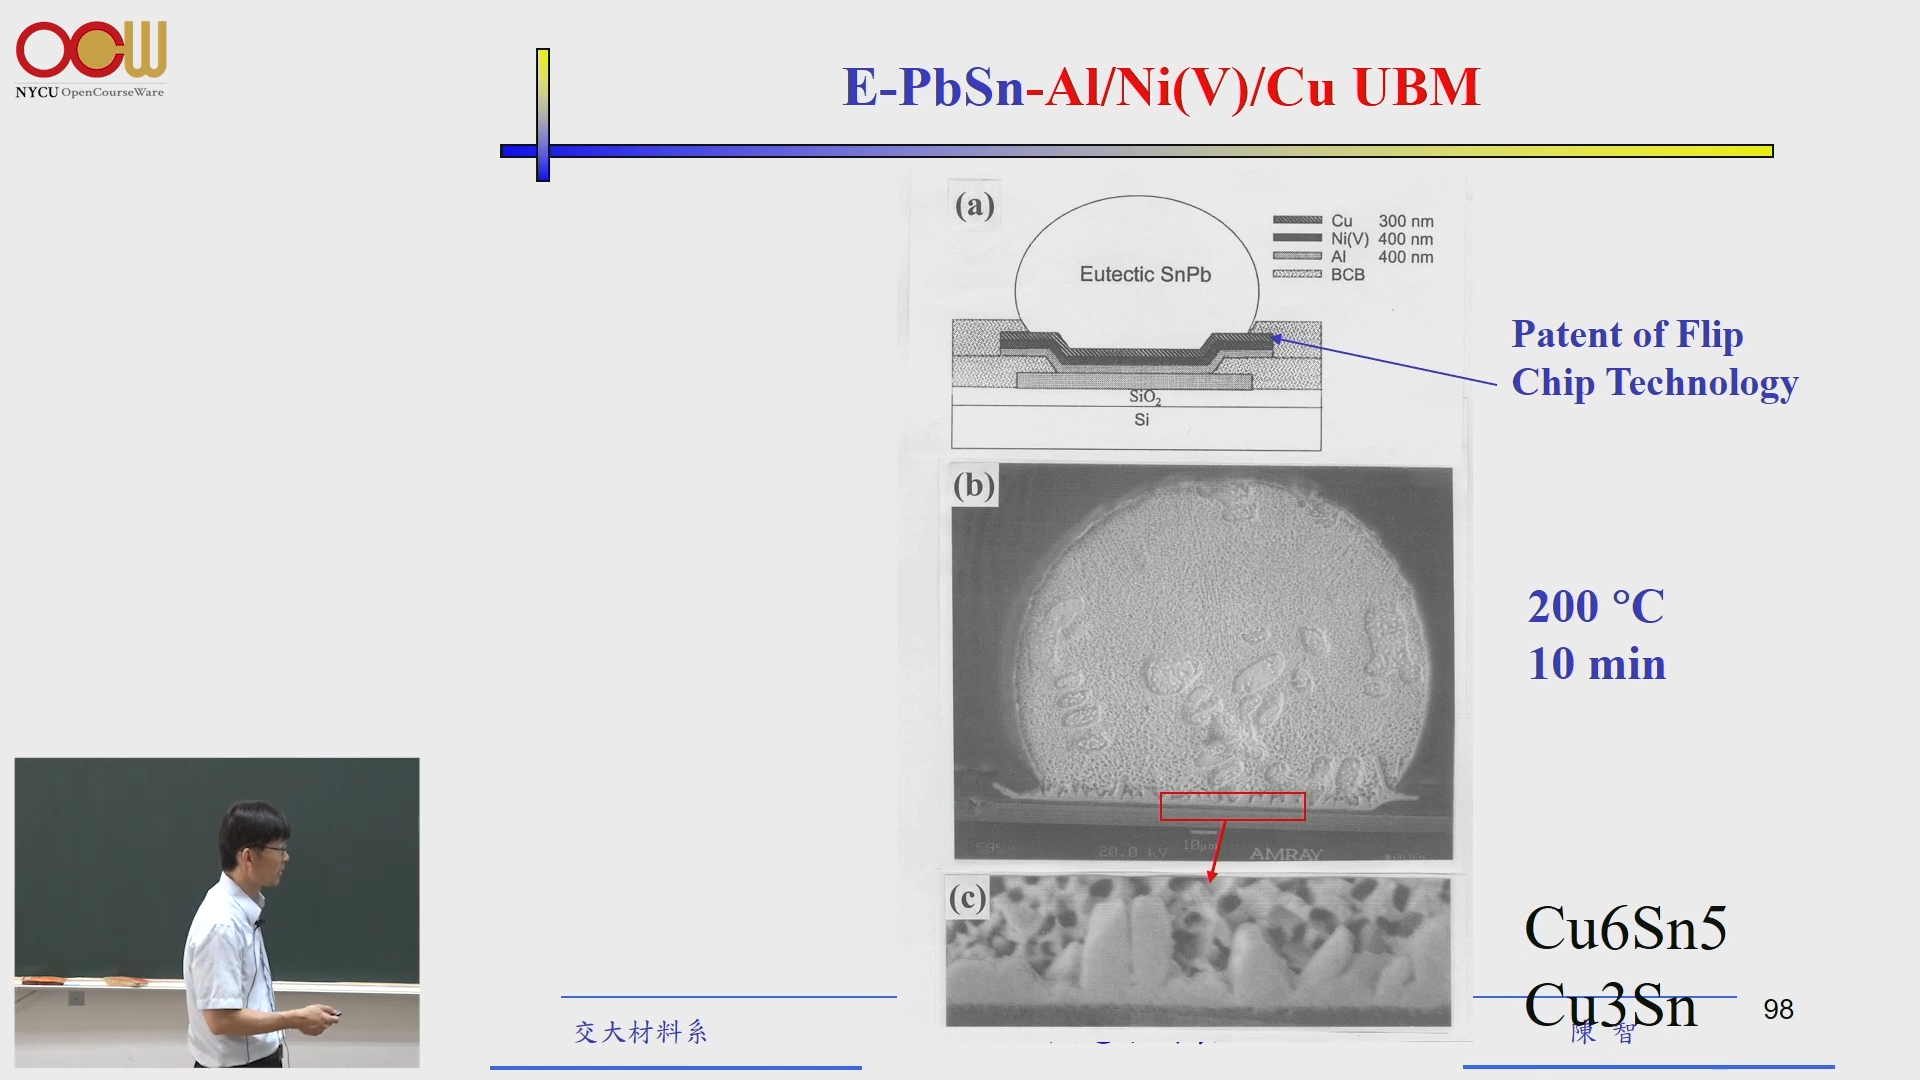 OCW
NYCU OpenCourseWare
E-PbSn-Al/Ni(V)/Cu UBM
(a)
Cu 300 nm
Ni(V) 400 nm
Al 400 nm
BCB
Eutectic SnPb
SiO2
Si
Patent of Flip
Chip Technology
(b)
200 °C
10 min
20.0 kV 10µm AMRAY
(c)
Cu6Sn5
Cu3Sn
98
交大材料系
陳 智